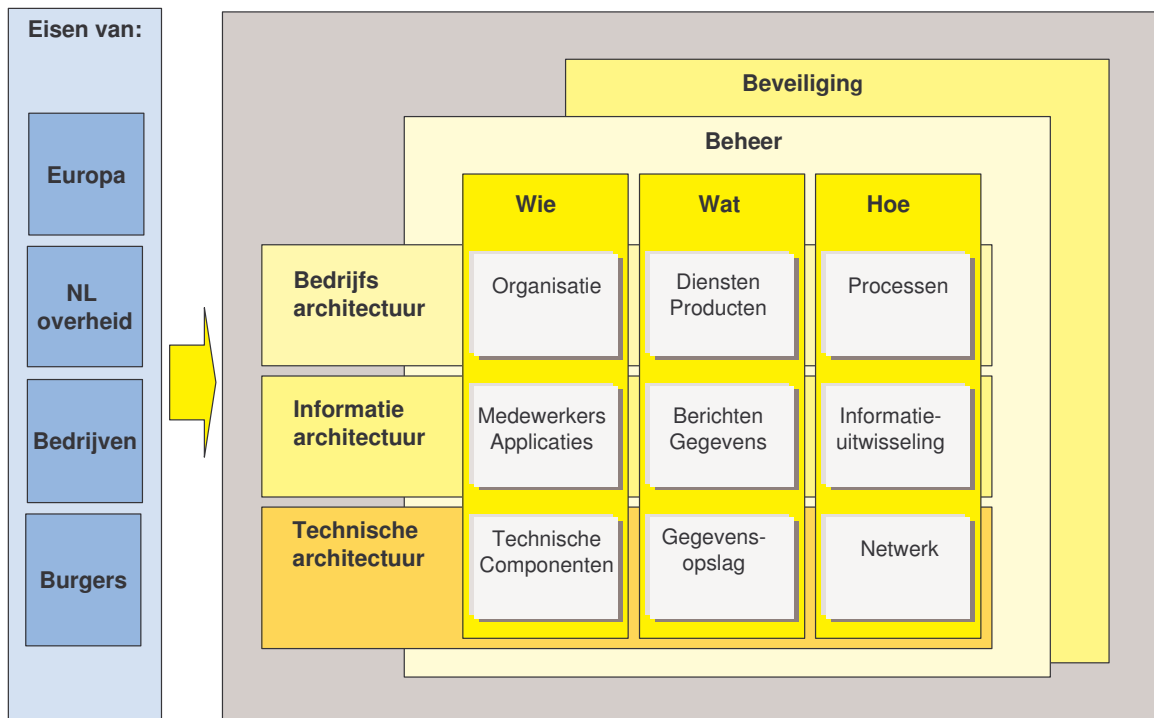 Eisen van:
Europa
NL
overheid
Bedrijven
Burgers
Beveiliging
Beheer
Wie
Wat
Hoe
Bedrijfs
architectuur
Organisatie
Diensten
Producten
Processen
Informatie
architectuur
Medewerkers
Applicaties
Berichten
Gegevens
Informatie-
uitwisseling
Technische
architectuur
Technische
Componenten
Gegevens-
opslag
Netwerk